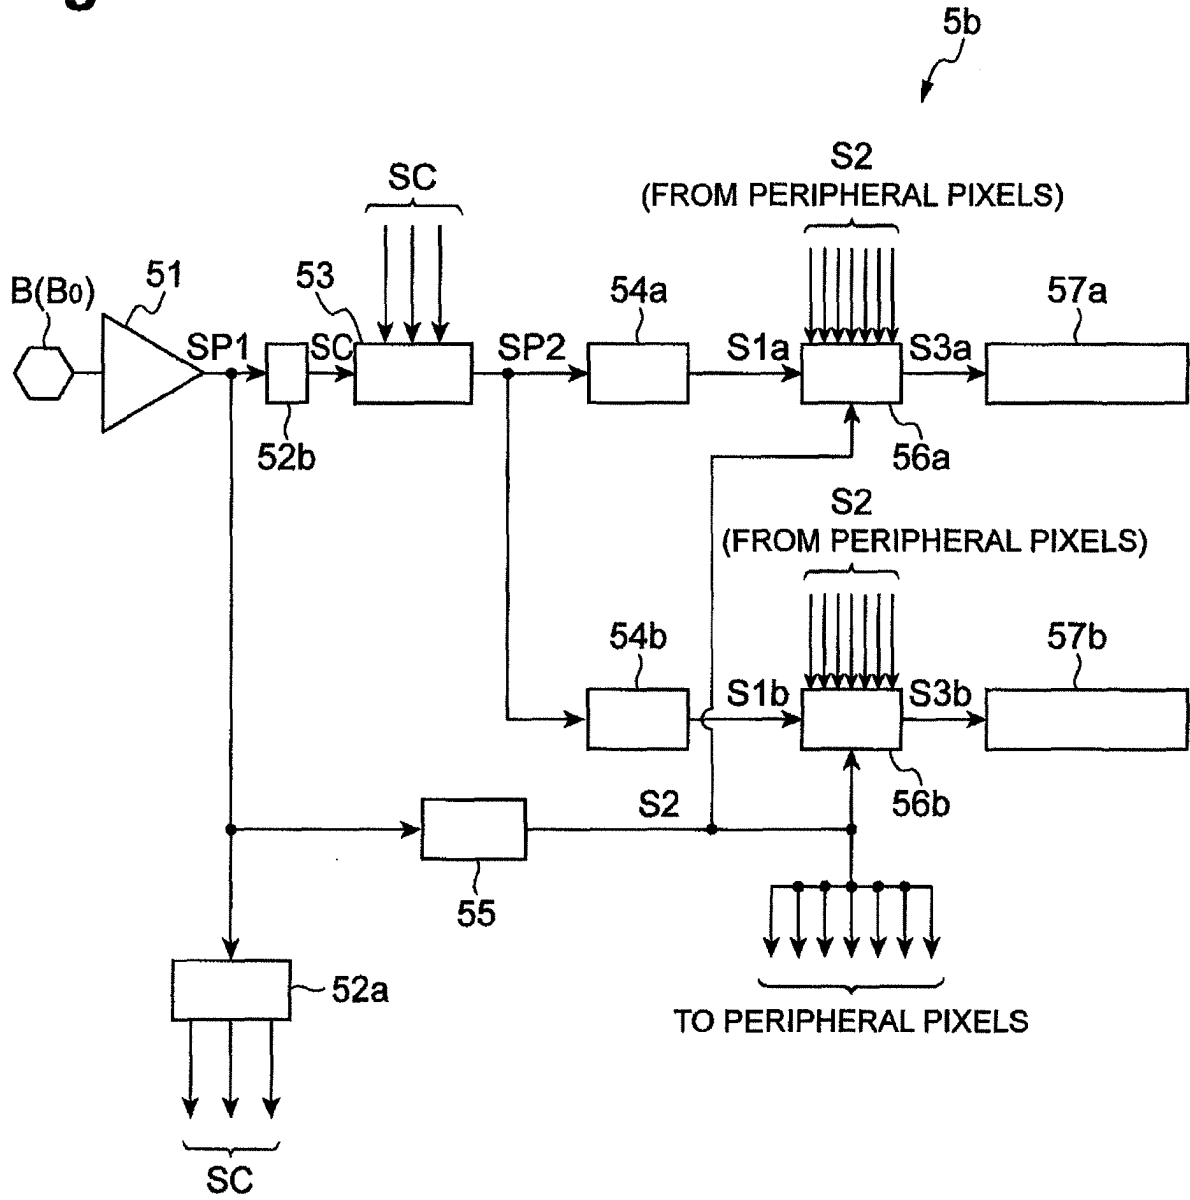 5b
S2
(FROM PERIPHERAL PIXELS)
SC
B(B0)
51
53
54a
57a
SP1
SC
SP2
S1a
S3a
52b
56a
S2
(FROM PERIPHERAL PIXELS)
54b
57b
S1b
S3b
S2
56b
55
52a
TO PERIPHERAL PIXELS
SC